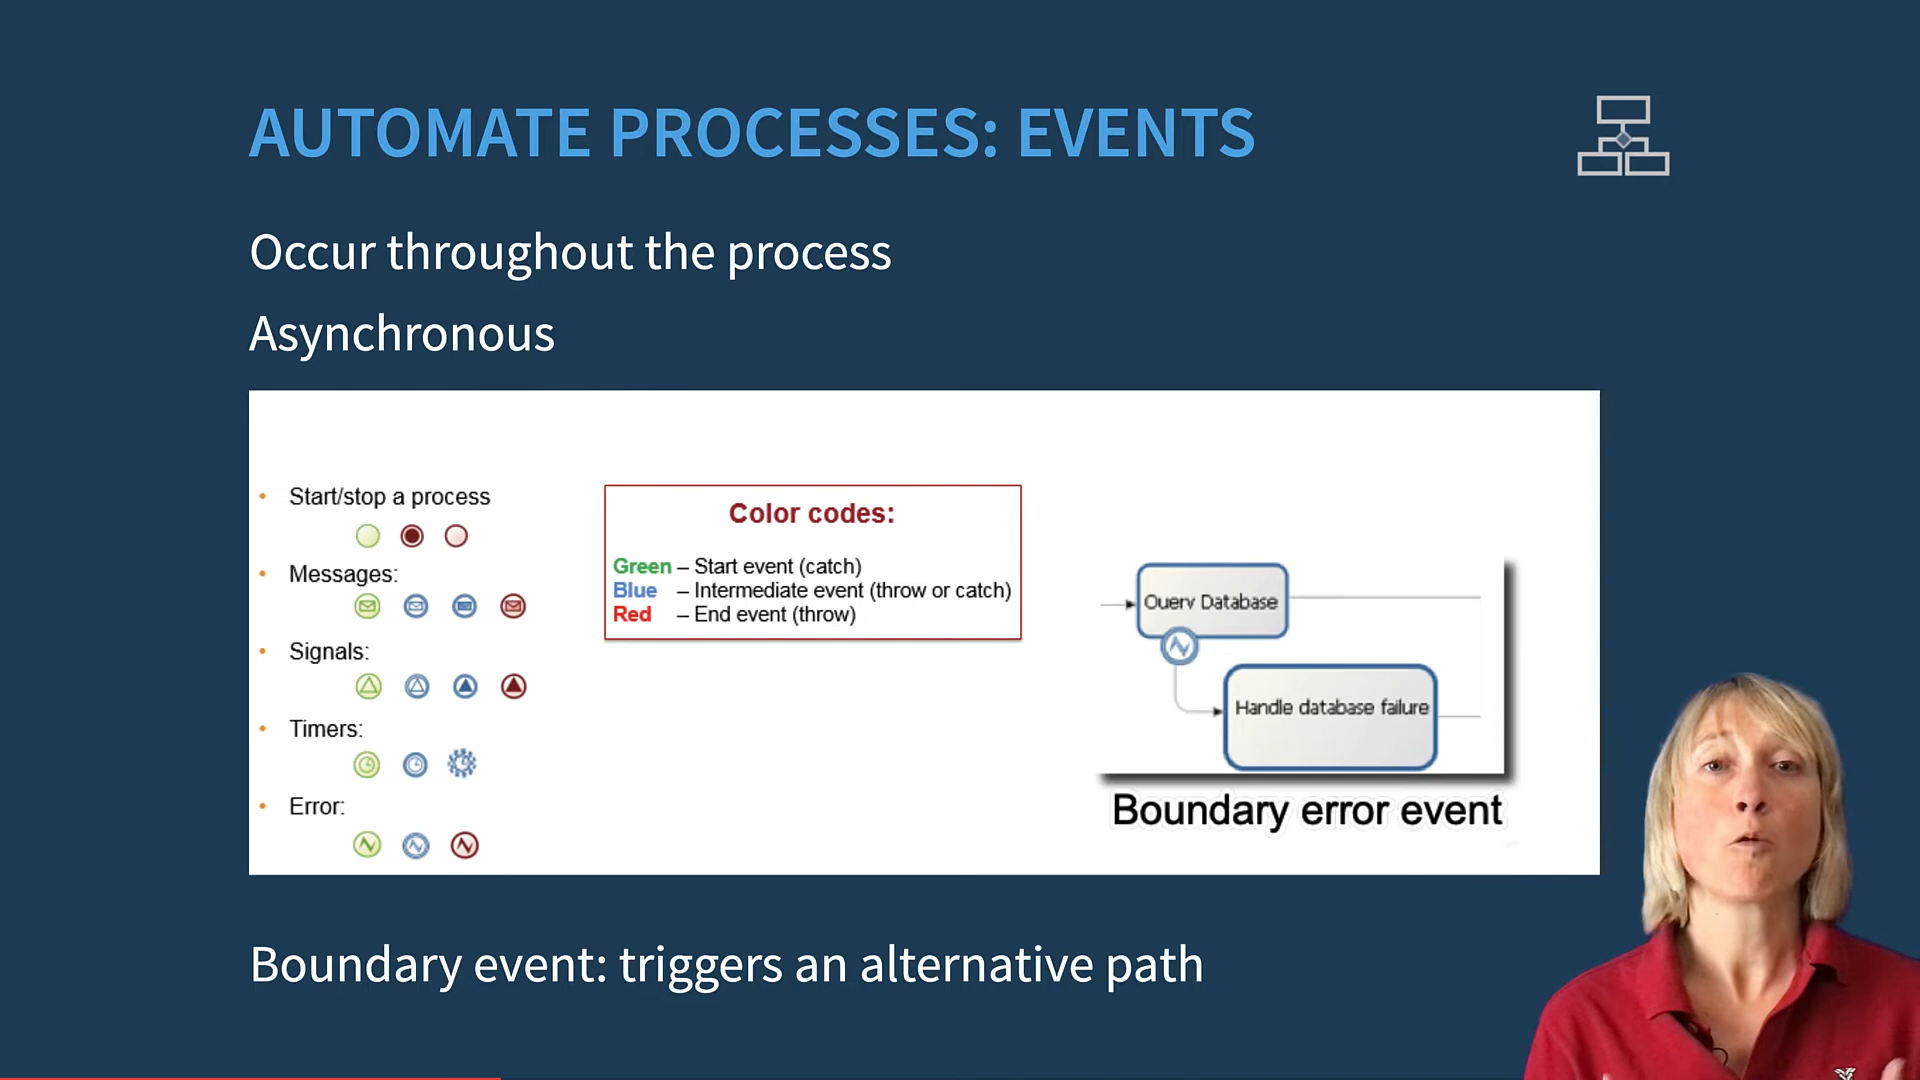 AUTOMATE PROCESSES: EVENTS
Occur throughout the process
Asynchronous
• Start/stop a process
• Messages:
• Signals:
• Timers:
• Error:
Color codes:
Green – Start event (catch)
Blue – Intermediate event (throw or catch)
Red – End event (throw)
Query Database
Handle database failure
Boundary error event
Boundary event: triggers an alternative path